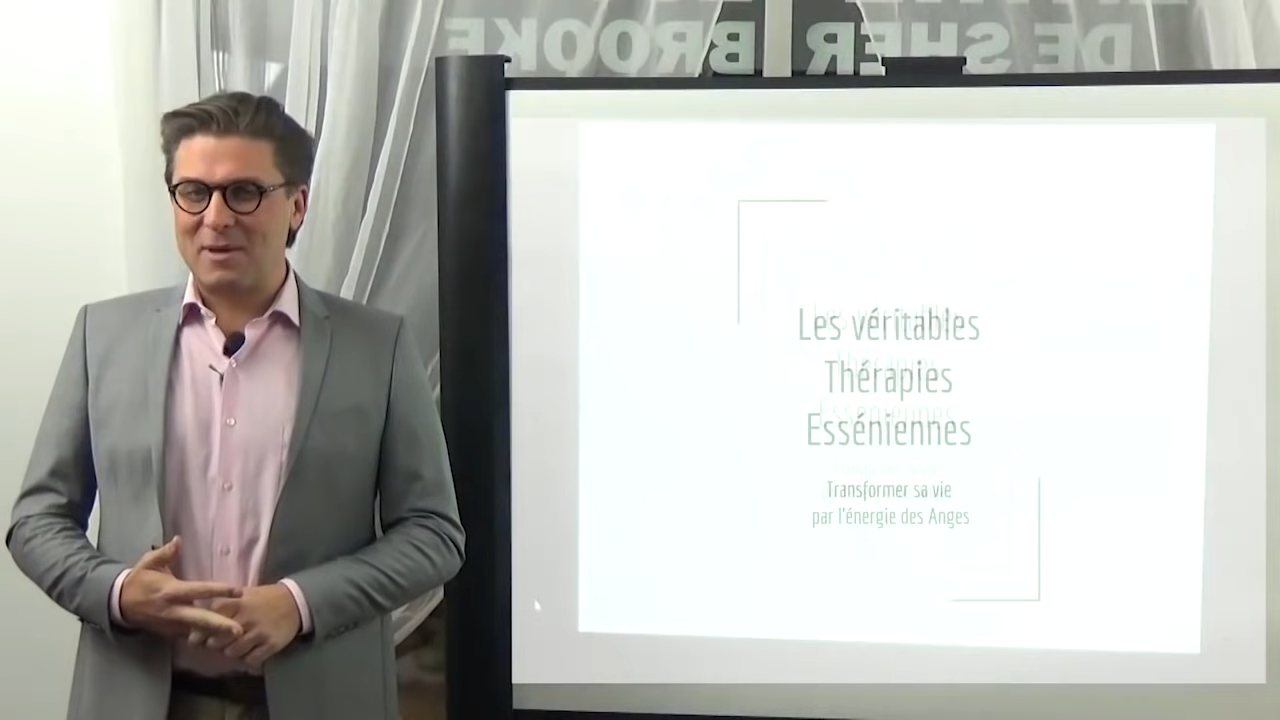 DE SHERBROOKE
Les véritables
Thérapies
Esséniennes
Transformer sa vie
par l'énergie des Anges